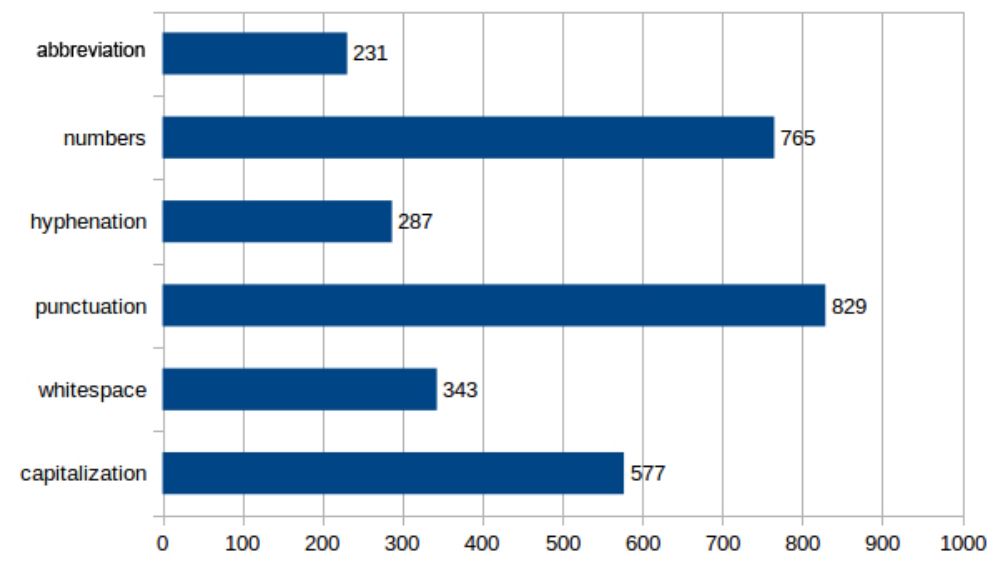 abbreviation 231
numbers 765
hyphenation 287
punctuation 829
whitespace 343
capitalization 577
0 100 200 300 400 500 600 700 800 900 1000